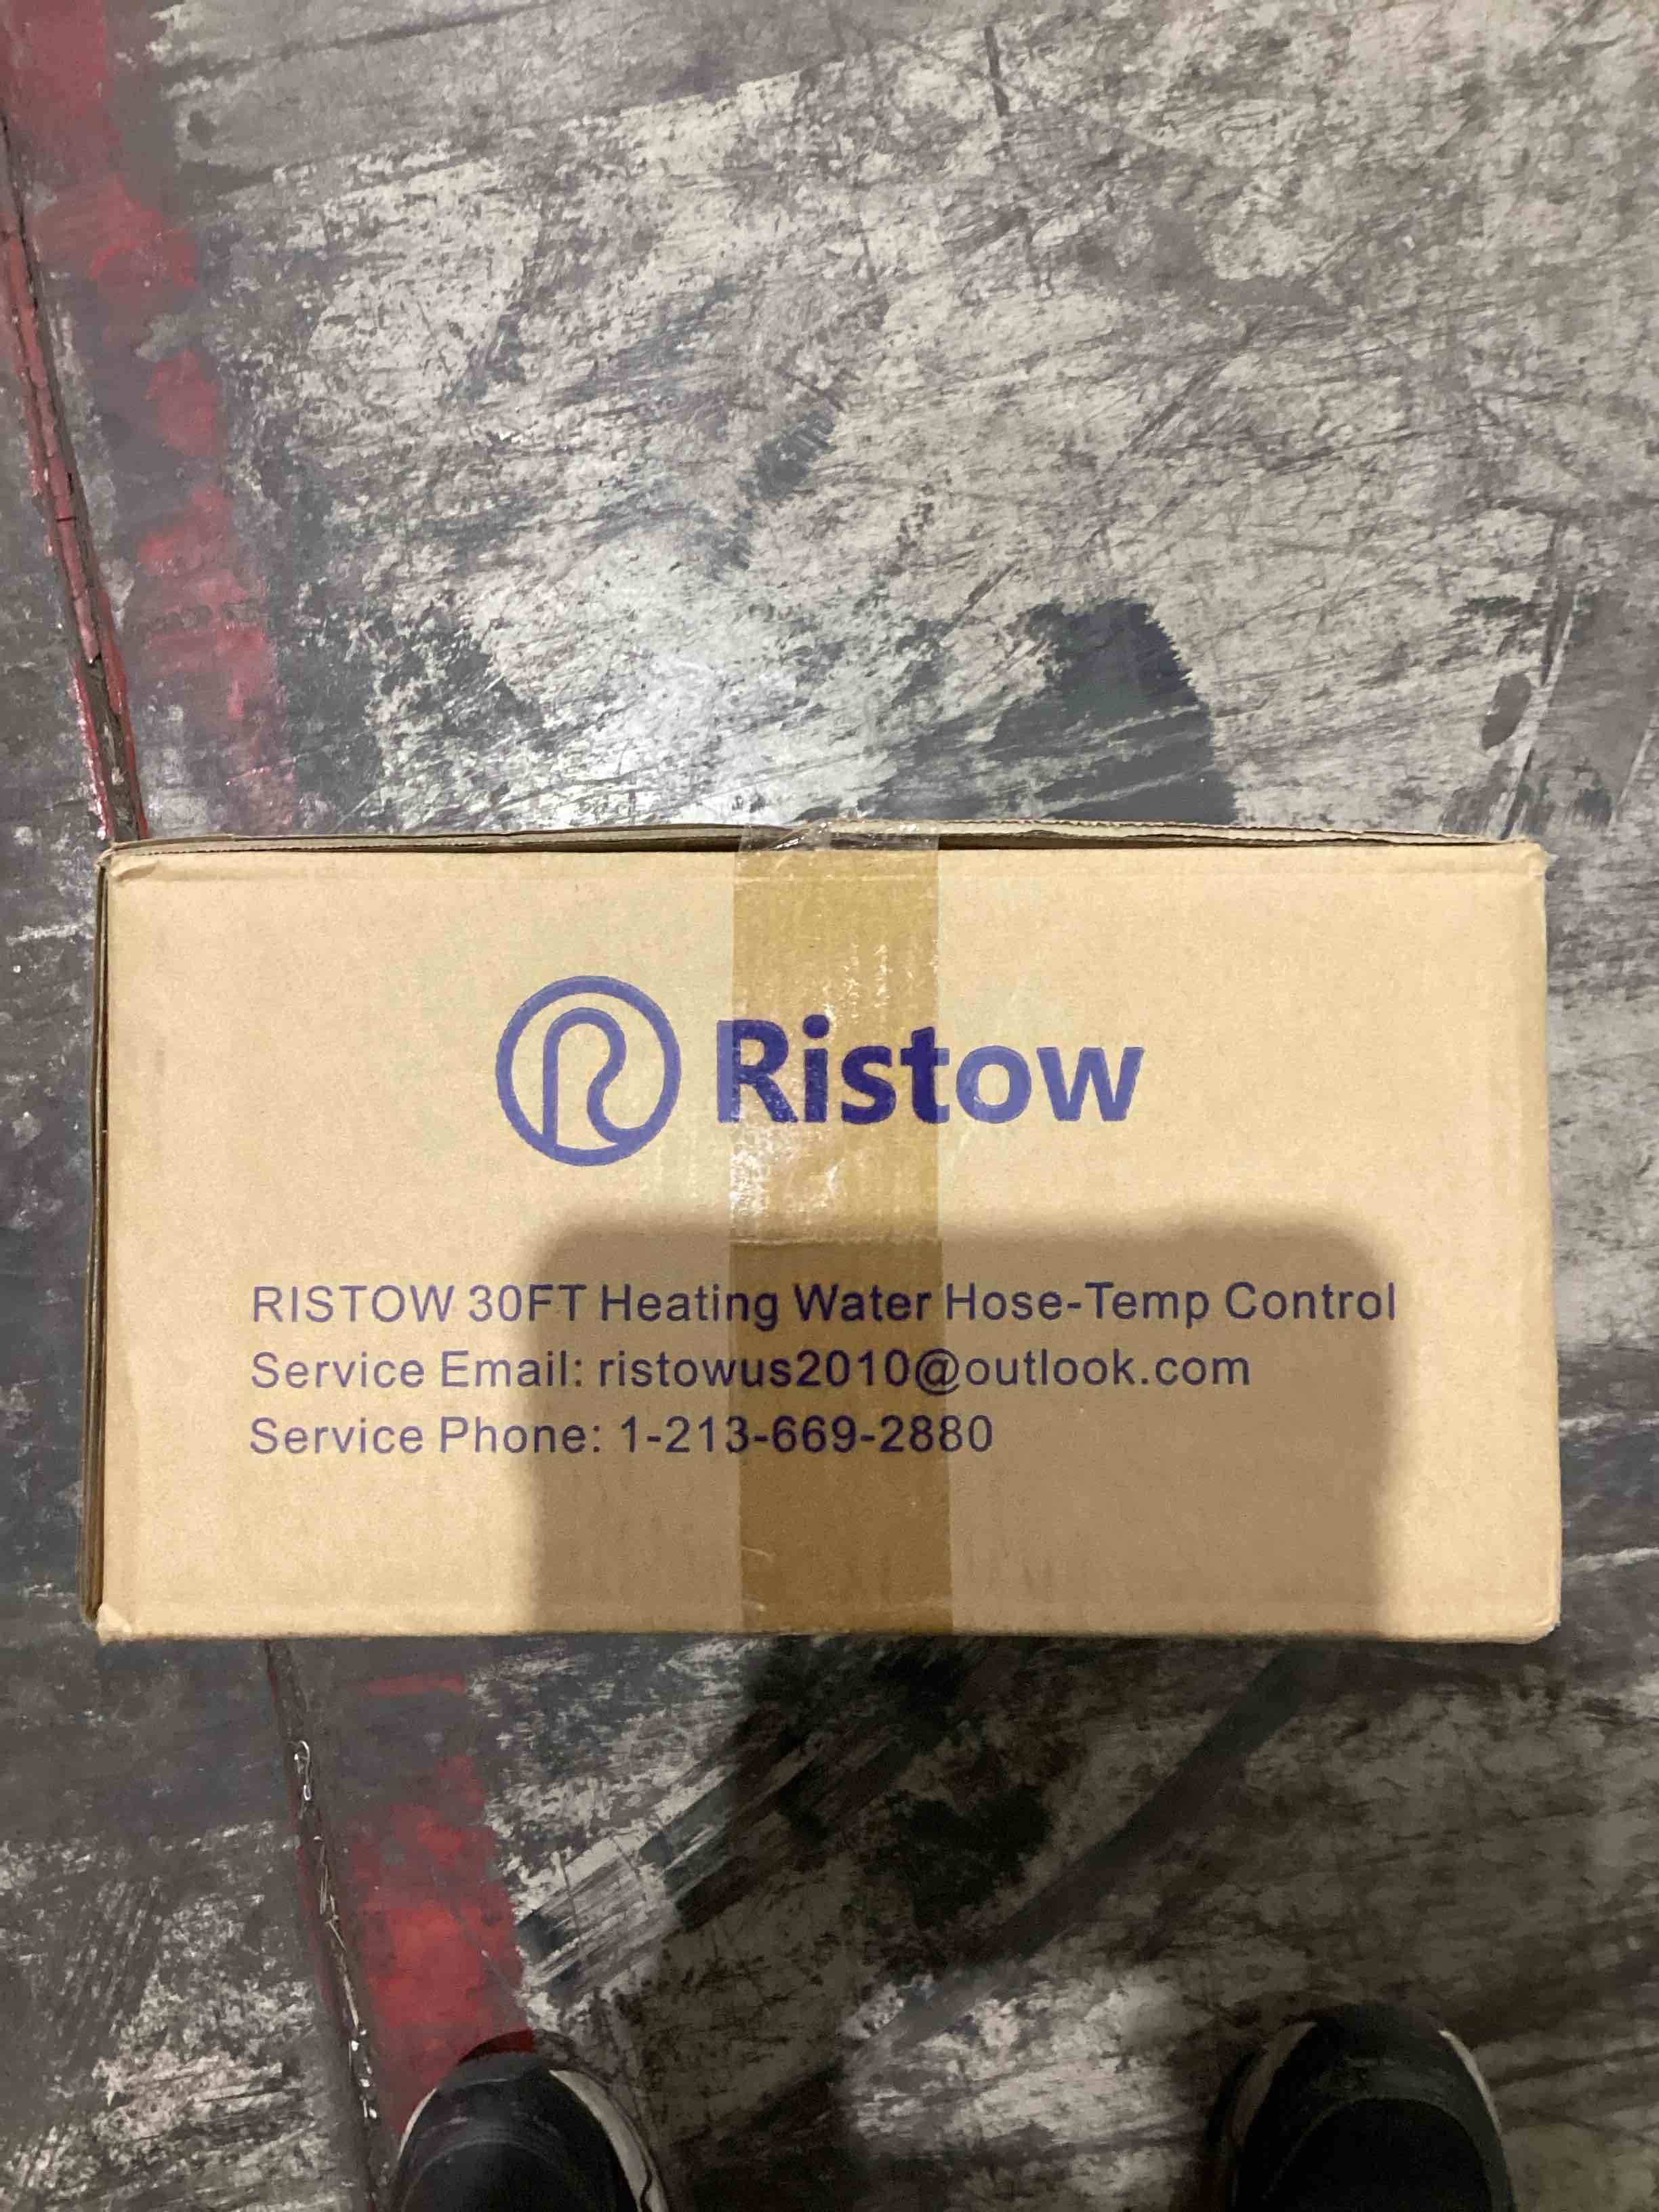 Ristow
RISTOW 30FT Heating Water Hose-Temp Control
Service Email: ristowus2010@outlook.com
Service Phone: 1-213-669-2880